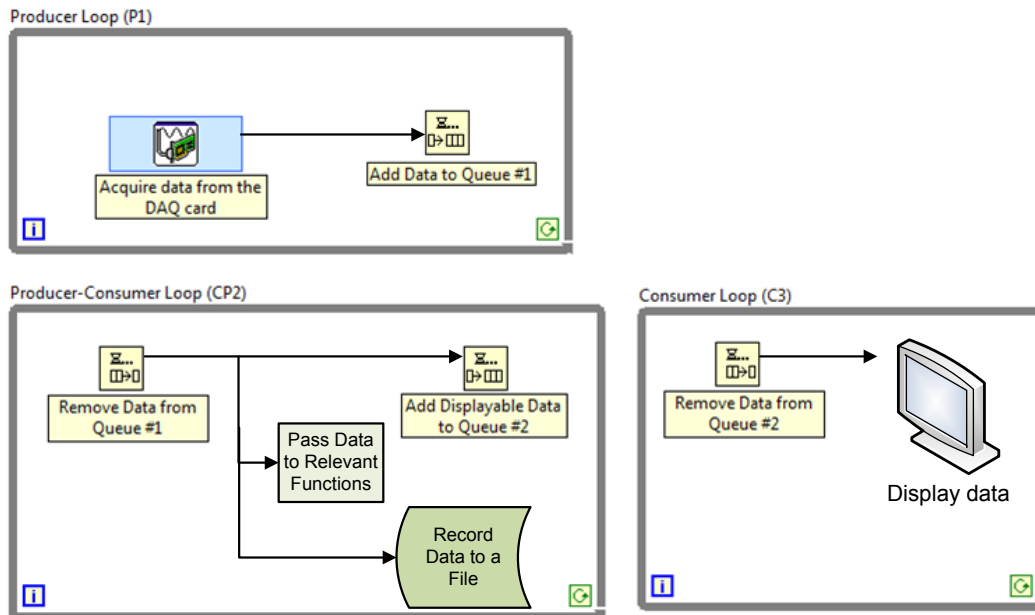 Producer Loop (P1)
Acquire data from the
DAQ card
Add Data to Queue #1
i
Producer-Consumer Loop (CP2)
Remove Data from
Queue #1
Add Displayable Data
to Queue #2
Pass Data
to Relevant
Functions
Record
Data to a
File
i
Consumer Loop (C3)
Remove Data from
Queue #2
Display data
i